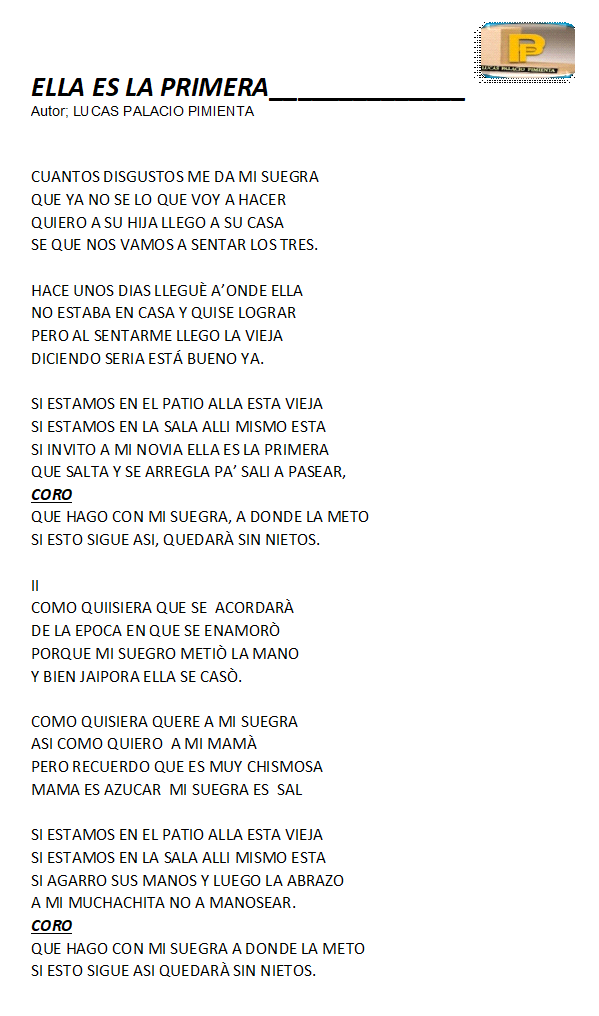 PP
LUCAS PALACIO PIMIENTA
ELLA ES LA PRIMERA______________
Autor; LUCAS PALACIO PIMIENTA
CUANTOS DISGUSTOS ME DA MI SUEGRA
QUE YA NO SE LO QUE VOY A HACER
QUIERO A SU HIJA LLEGO A SU CASA
SE QUE NOS VAMOS A SENTAR LOS TRES.
HACE UNOS DIAS LLEGUÈ A’ONDE ELLA
NO ESTABA EN CASA Y QUISE LOGRAR
PERO AL SENTARME LLEGO LA VIEJA
DICIENDO SERIA ESTÁ BUENO YA.
SI ESTAMOS EN EL PATIO ALLA ESTA VIEJA
SI ESTAMOS EN LA SALA ALLI MISMO ESTA
SI INVITO A MI NOVIA ELLA ES LA PRIMERA
QUE SALTA Y SE ARREGLA PA’ SALI A PASEAR,
CORO
QUE HAGO CON MI SUEGRA, A DONDE LA METO
SI ESTO SIGUE ASI, QUEDARÀ SIN NIETOS.
II
COMO QUIISIERA QUE SE  ACORDARÀ
DE LA EPOCA EN QUE SE ENAMORÒ
PORQUE MI SUEGRO METIÒ LA MANO
Y BIEN JAIPORA ELLA SE CASÒ.
COMO QUISIERA QUERE A MI SUEGRA
ASI COMO QUIERO  A MI MAMÀ
PERO RECUERDO QUE ES MUY CHISMOSA
MAMA ES AZUCAR  MI SUEGRA ES  SAL
SI ESTAMOS EN EL PATIO ALLA ESTA VIEJA
SI ESTAMOS EN LA SALA ALLI MISMO ESTA
SI AGARRO SUS MANOS Y LUEGO LA ABRAZO
A MI MUCHACHITA NO A MANOSEAR.
CORO
QUE HAGO CON MI SUEGRA A DONDE LA METO
SI ESTO SIGUE ASI QUEDARÀ SIN NIETOS.